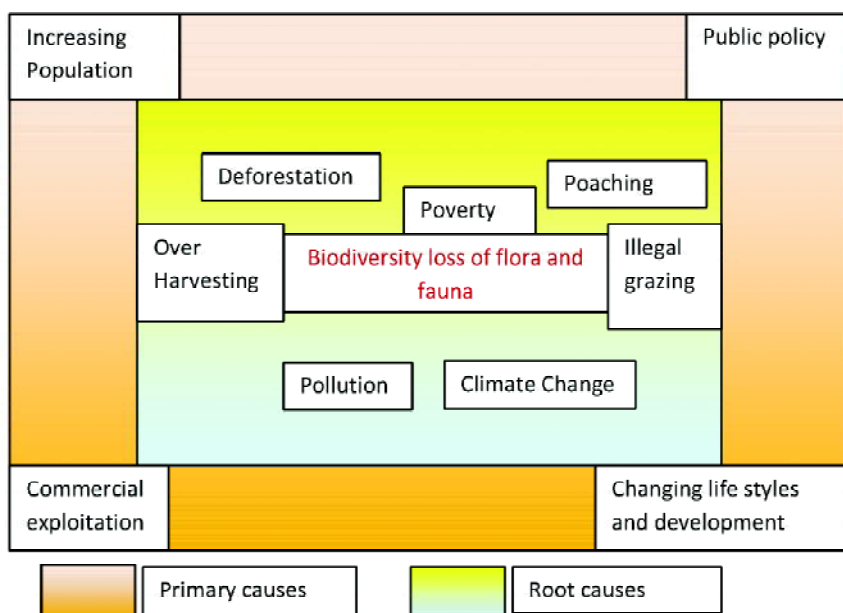 Increasing
Population
Public policy
Deforestation
Poaching
Poverty
Over
Harvesting
Biodiversity loss of flora and
fauna
Illegal
grazing
Pollution
Climate Change
Commercial
exploitation
Changing life styles
and development
Primary causes
Root causes